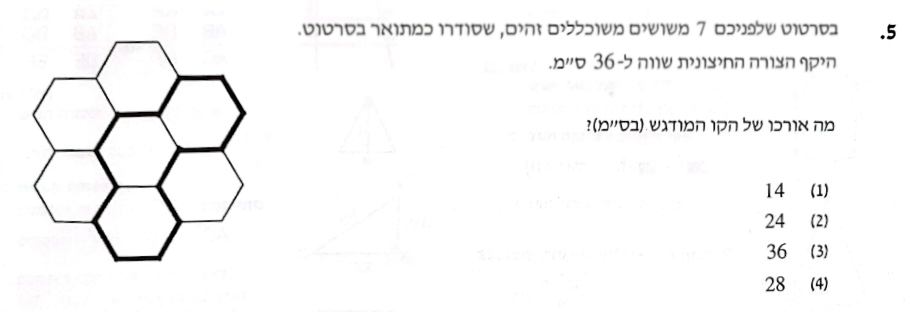 5. בסרטוט שלפניכם 7 משושים משוכללים זהים, שסודרו כמתואר בסרטוט.
היקף הצורה החיצונית שווה ל-36 ס״מ.
מה אורכו של הקו המודגש (בס״מ)?
(1) 14
(2) 24
(3) 36
(4) 28